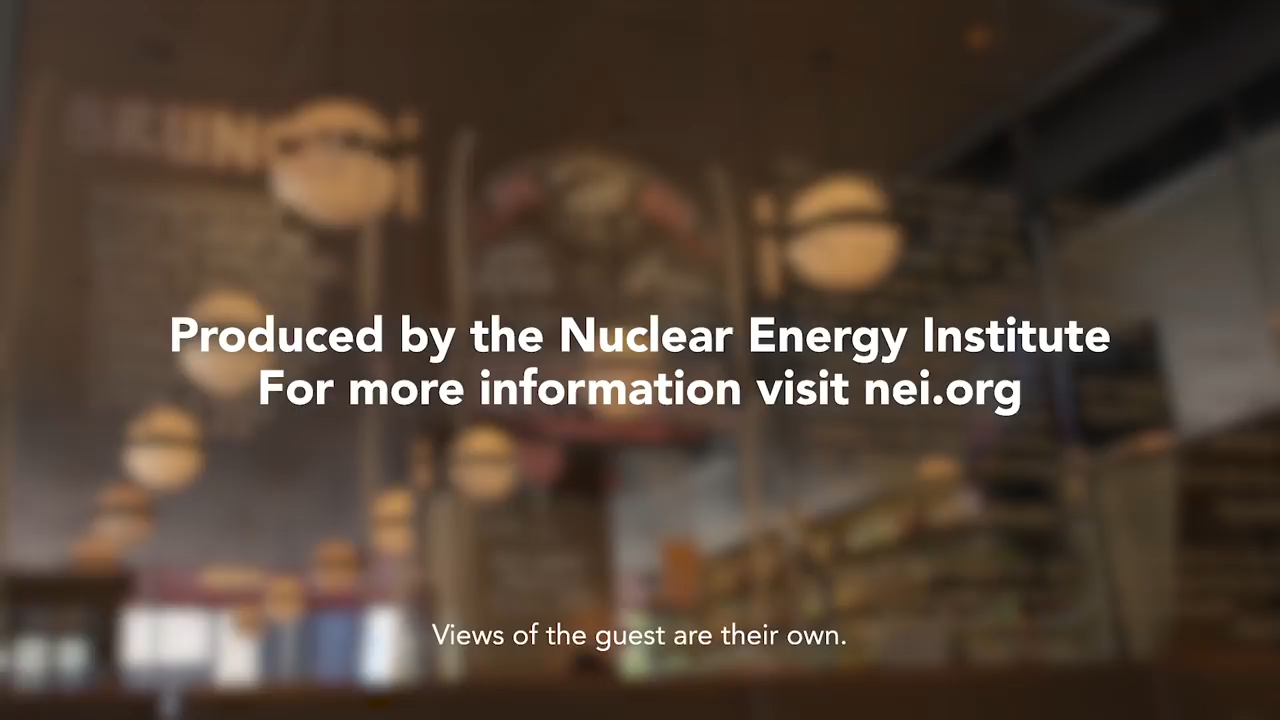 Produced by the Nuclear Energy Institute
For more information visit nei.org
Views of the guest are their own.